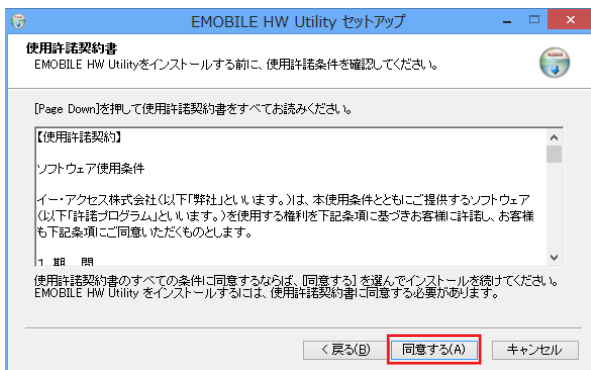 EMOBILE HW Utility セットアップ
使用許諾契約書
EMOBILE HW Utilityをインストールする前に、使用許諾条件を確認してください。
[Page Down]を押して使用許諾契約書をすべてお読みください。
【使用許諾契約】
ソフトウェア使用条件
イー・アクセス株式会社(以下「弊社」といいます。)は、本使用条件とともにご提供するソフトウェア
(以下「許諾プログラム」といいます。)を使用する権利を下記条項に基づきお客様に許諾し、お客様
も下記条項にご同意いただくものとします。
1 期 間
使用許諾契約書のすべての条件に同意するならば、[同意する] を選んでインストールを続けてください。
EMOBILE HW Utility をインストールするには、使用許諾契約書に同意する必要があります。
< 戻る(B)
同意する(A)
キャンセル